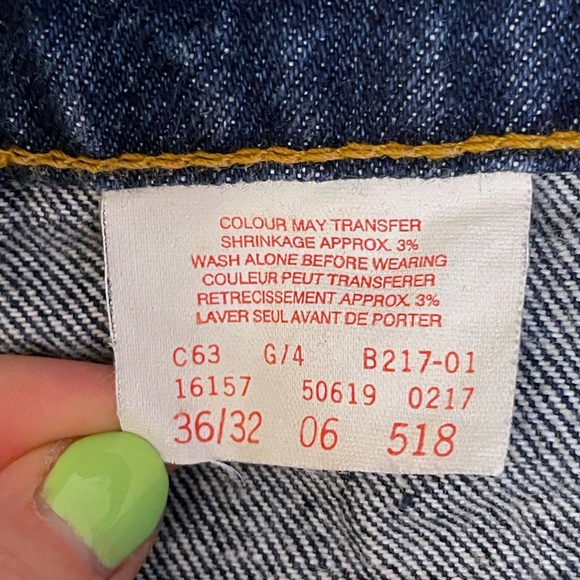 COLOUR MAY TRANSFER
SHRINKAGE APPROX. 3%
WASH ALONE BEFORE WEARING
COULEUR PEUT TRANSFERER
RETRECISSEMENT APPROX. 3%
LAVER SEUL AVANT DE PORTER
C63 G/4 B217-01
16157 50619 0217
36/32 06 518